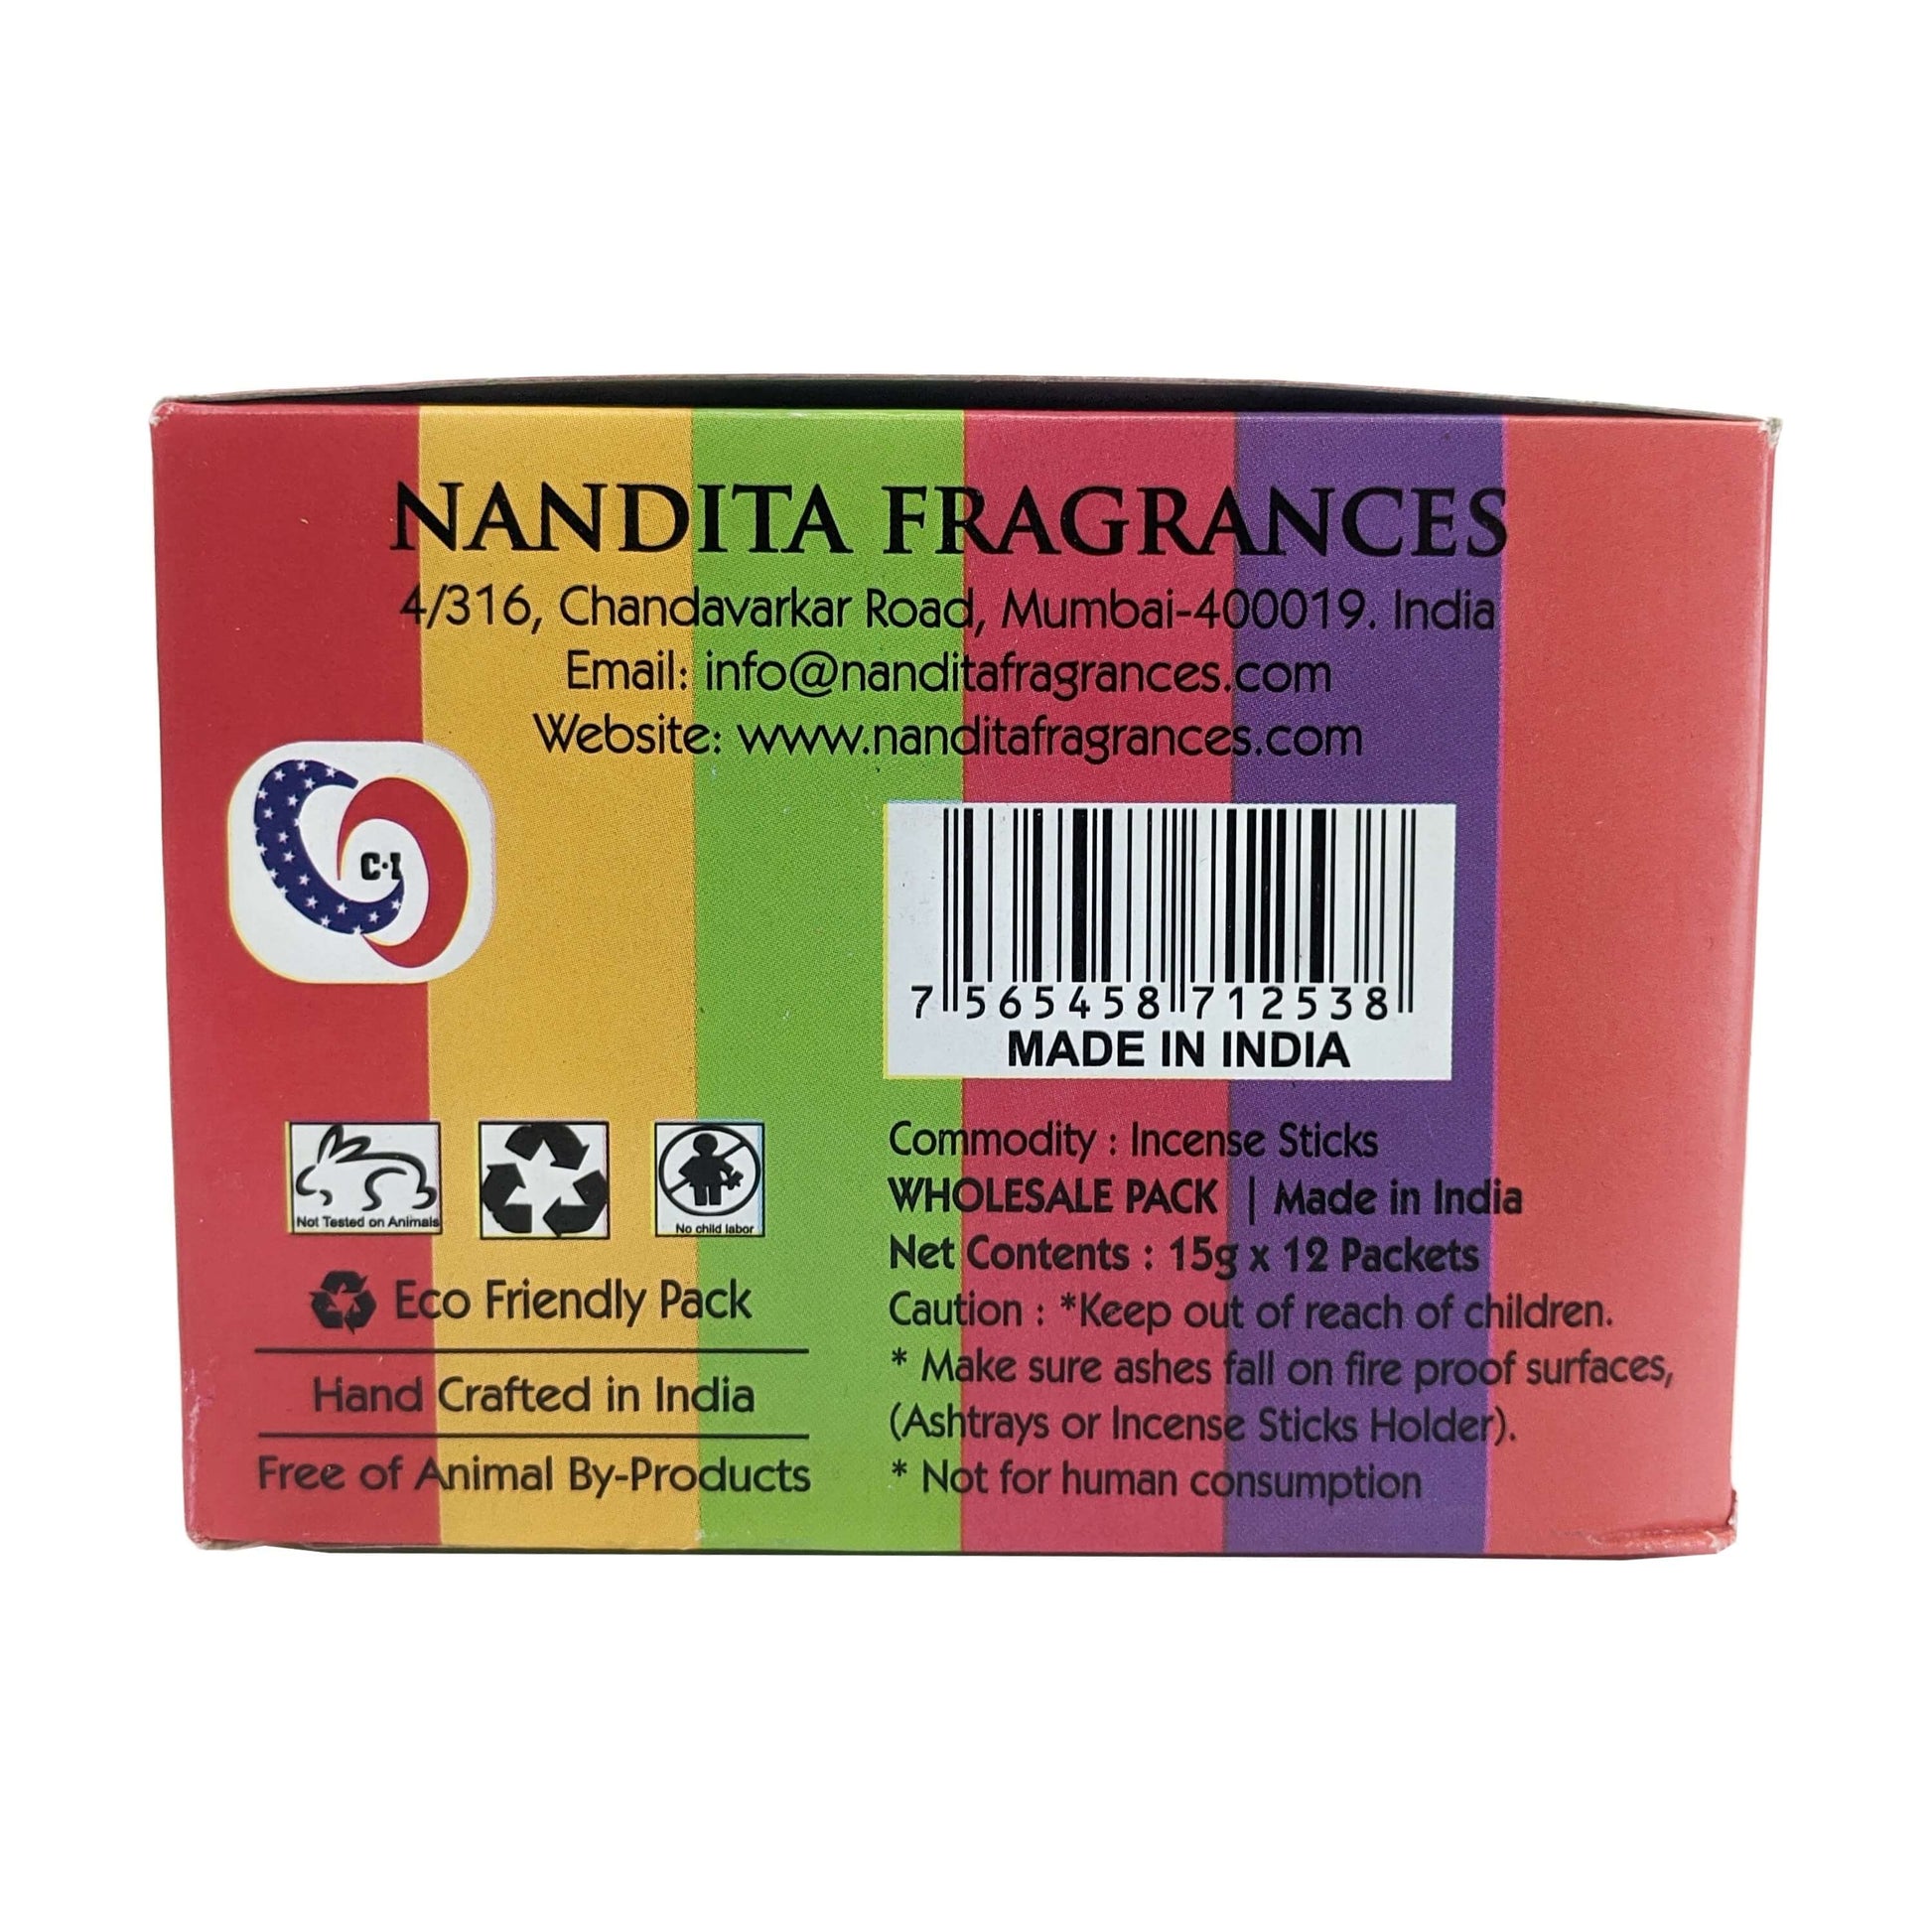 NANDITA FRAGRANCES
4/316, Chandavarkar Road, Mumbai-400019. India
Email: info@nanditafragrances.com
Website: www.nanditafragrances.com
C·I
7 565458 712538
MADE IN INDIA
Not Tested on Animals
No child labor
Eco Friendly Pack
Hand Crafted in India
Free of Animal By-Products
Commodity : Incense Sticks
WHOLESALE PACK | Made in India
Net Contents : 15g x 12 Packets
Caution : *Keep out of reach of children.
* Make sure ashes fall on fire proof surfaces,
(Ashtrays or Incense Sticks Holder).
* Not for human consumption